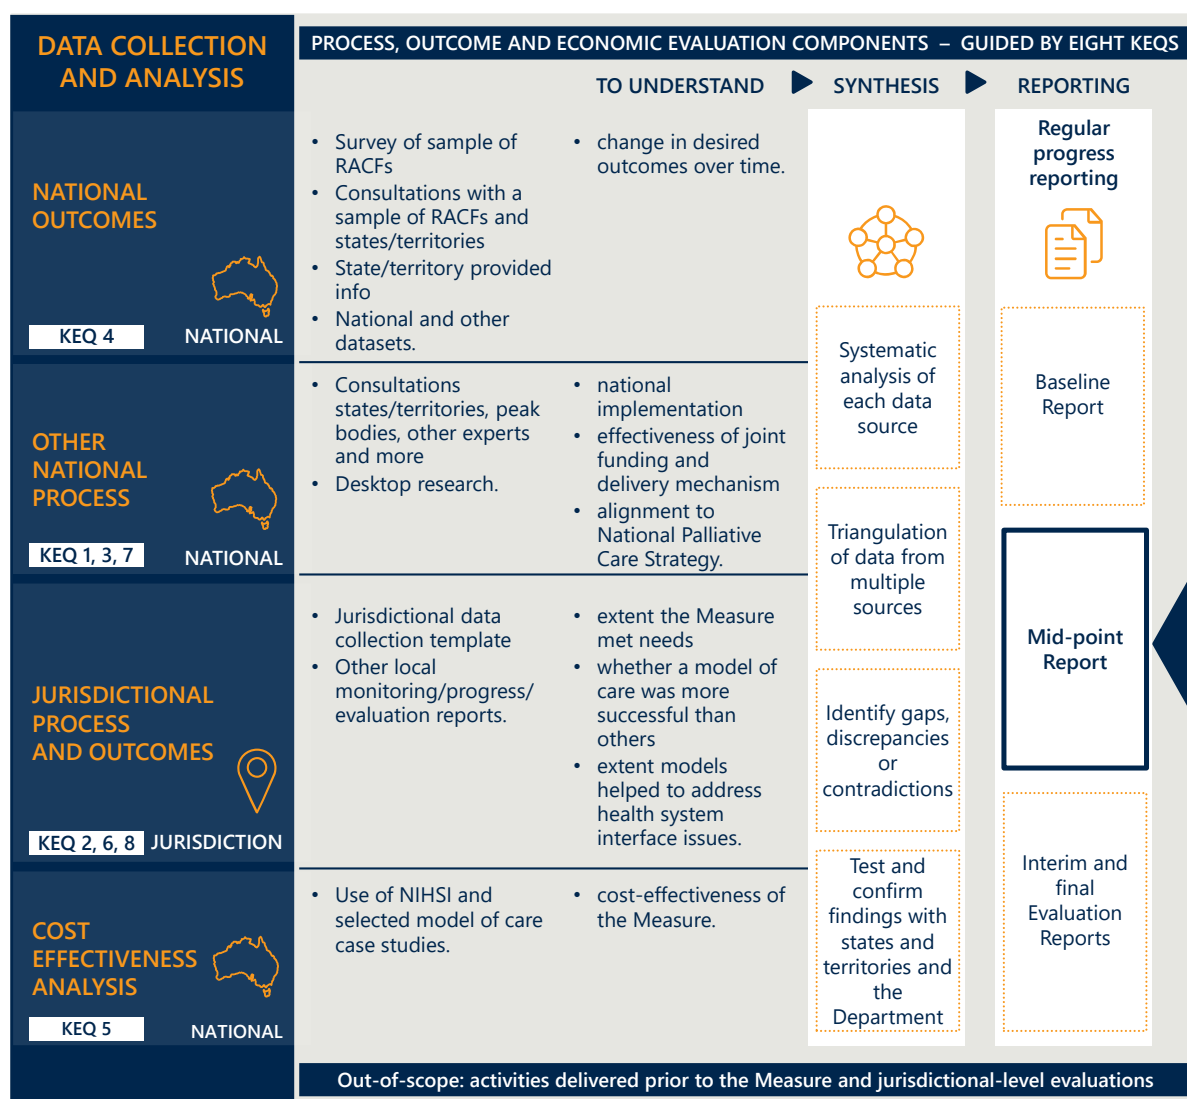 DATA COLLECTION
AND ANALYSIS
PROCESS, OUTCOME AND ECONOMIC EVALUATION COMPONENTS – GUIDED BY EIGHT KEQS
TO UNDERSTAND
SYNTHESIS
REPORTING
NATIONAL
OUTCOMES
KEQ 4
NATIONAL
• Survey of sample of
RACFs
• Consultations with a
sample of RACFs and
states/territories
• State/territory provided
info
• National and other
datasets.
• change in desired
outcomes over time.
OTHER
NATIONAL
PROCESS
KEQ 1, 3, 7
NATIONAL
• Consultations
states/territories, peak
bodies, other experts
and more
• Desktop research.
• national
implementation
• effectiveness of joint
funding and
delivery mechanism
• alignment to
National Palliative
Care Strategy.
JURISDICTIONAL
PROCESS
AND OUTCOMES
KEQ 2, 6, 8
JURISDICTION
• Jurisdictional data
collection template
• Other local
monitoring/progress/
evaluation reports.
• extent the Measure
met needs
• whether a model of
care was more
successful than
others
• extent models
helped to address
health system
interface issues.
COST
EFFECTIVENESS
ANALYSIS
KEQ 5
NATIONAL
• Use of NIHSI and
selected model of care
case studies.
• cost-effectiveness of
the Measure.
Systematic
analysis of
each data
source
Triangulation
of data from
multiple
sources
Identify gaps,
discrepancies
or
contradictions
Test and
confirm
findings with
states and
territories and
the
Department
Regular
progress
reporting
Baseline
Report
Mid-point
Report
Interim and
final
Evaluation
Reports
Out-of-scope: activities delivered prior to the Measure and jurisdictional-level evaluations